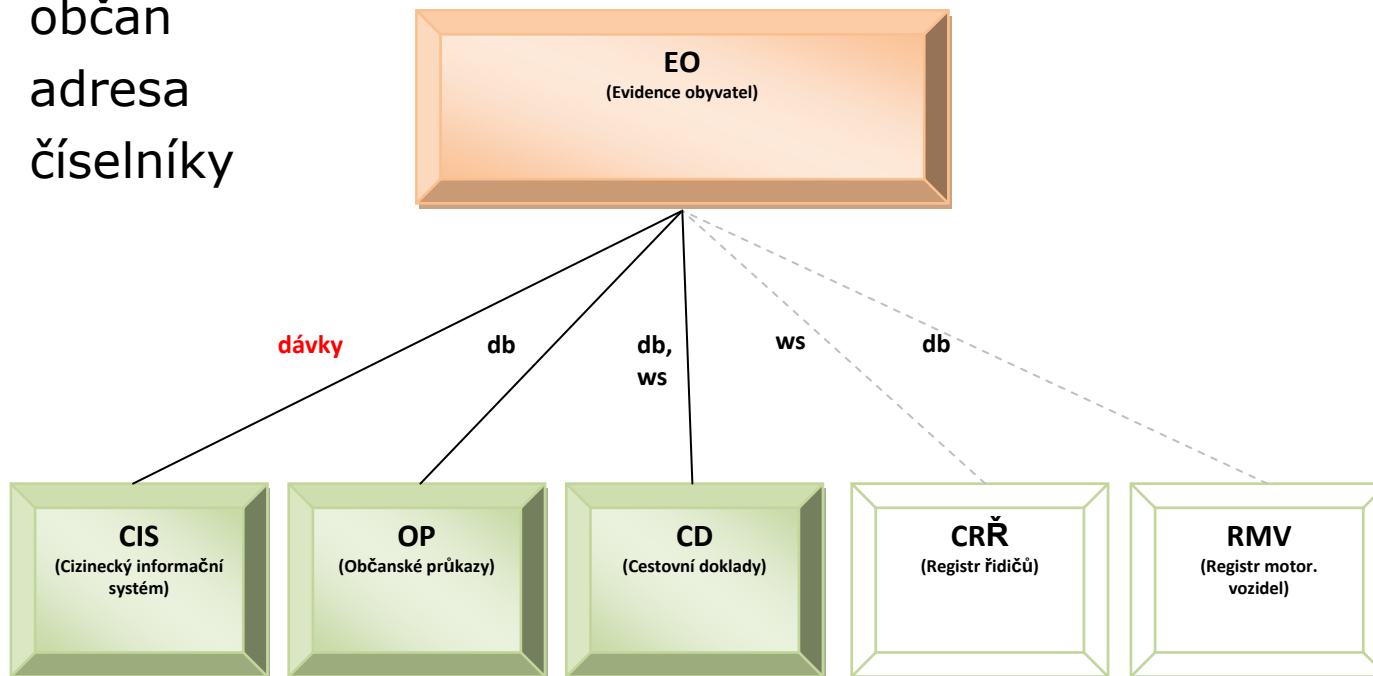 občan
adresa
číselníky
EO
(Evidence obyvatel)
dávky
db
db,
ws
ws
db
CIS
(Cizinecký informační
systém)
OP
(Občanské průkazy)
CD
(Cestovní doklady)
CRŘ
(Registr řidičů)
RMV
(Registr motor.
vozidel)